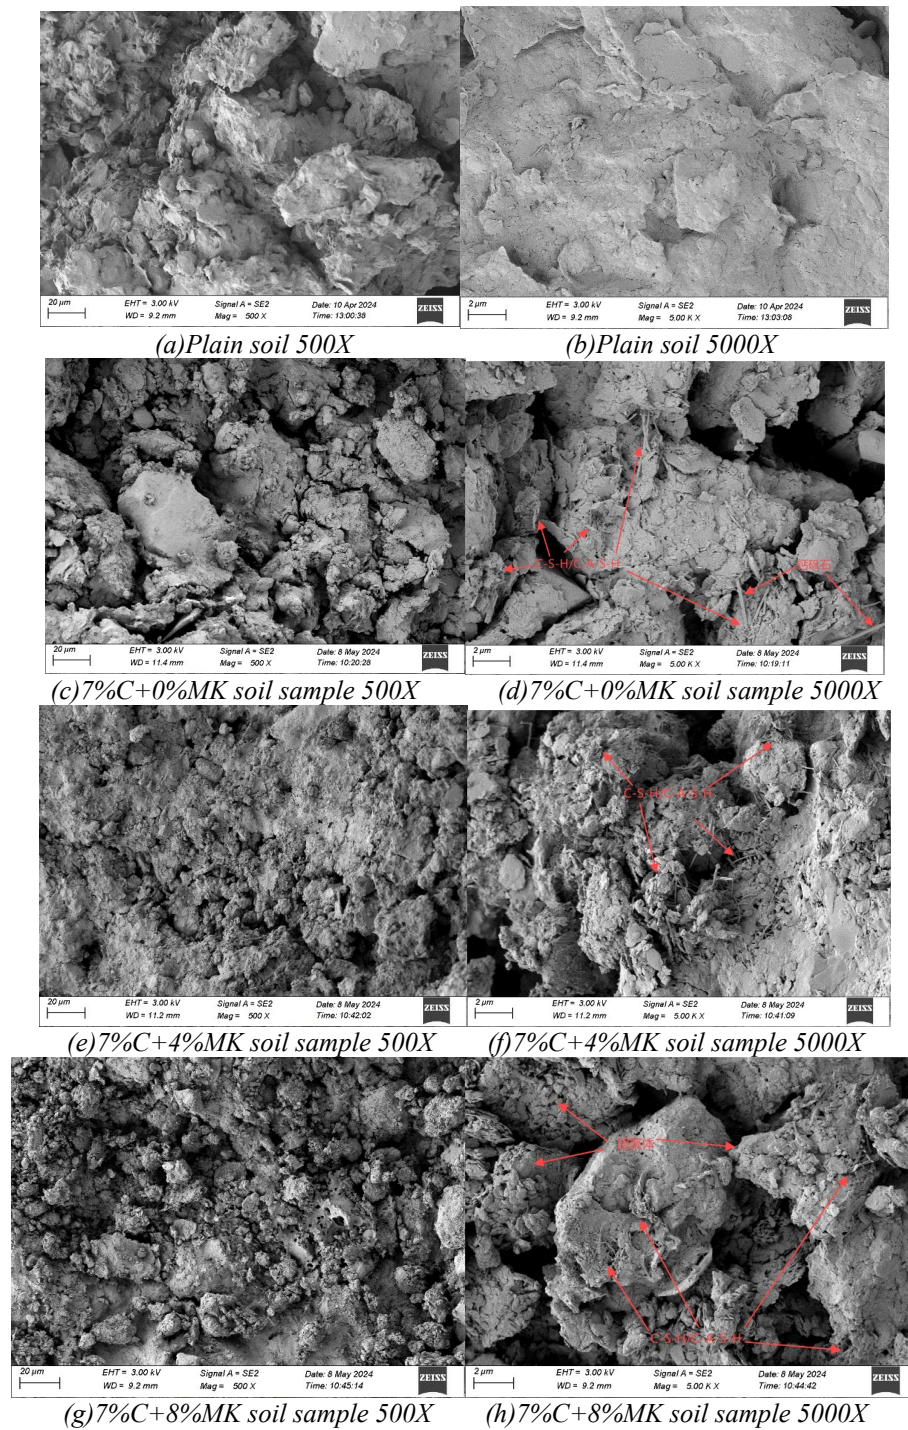 20 µm EHT = 3.00 kV Signal A = SE2 Date: 10 Apr 2024 ZEISS
WD = 9.2 mm Mag = 500 X Time: 13:00:38
2 µm EHT = 3.00 kV Signal A = SE2 Date: 10 Apr 2024 ZEISS
WD = 9.2 mm Mag = 5.00 K X Time: 13:03:08
(a)Plain soil 500X
(b)Plain soil 5000X
C-S-H/C-A-S-H
20 µm EHT = 3.00 kV Signal A = SE2 Date: 8 May 2024 ZEISS
WD = 11.4 mm Mag = 500 X Time: 10:20:28
2 µm EHT = 3.00 kV Signal A = SE2 Date: 8 May 2024 ZEISS
WD = 11.4 mm Mag = 5.00 K X Time: 10:19:11
(c)7%C+0%MK soil sample 500X
(d)7%C+0%MK soil sample 5000X
C-S-H/C-A-S-H
20 µm EHT = 3.00 kV Signal A = SE2 Date: 8 May 2024 ZEISS
WD = 11.2 mm Mag = 500 X Time: 10:42:02
2 µm EHT = 3.00 kV Signal A = SE2 Date: 8 May 2024 ZEISS
WD = 11.2 mm Mag = 5.00 K X Time: 10:41:09
(e)7%C+4%MK soil sample 500X
(f)7%C+4%MK soil sample 5000X
C-S-H/C-A-S-H
20 µm EHT = 3.00 kV Signal A = SE2 Date: 8 May 2024 ZEISS
WD = 9.2 mm Mag = 500 X Time: 10:45:14
2 µm EHT = 3.00 kV Signal A = SE2 Date: 8 May 2024 ZEISS
WD = 9.2 mm Mag = 5.00 K X Time: 10:44:42
(g)7%C+8%MK soil sample 500X
(h)7%C+8%MK soil sample 5000X